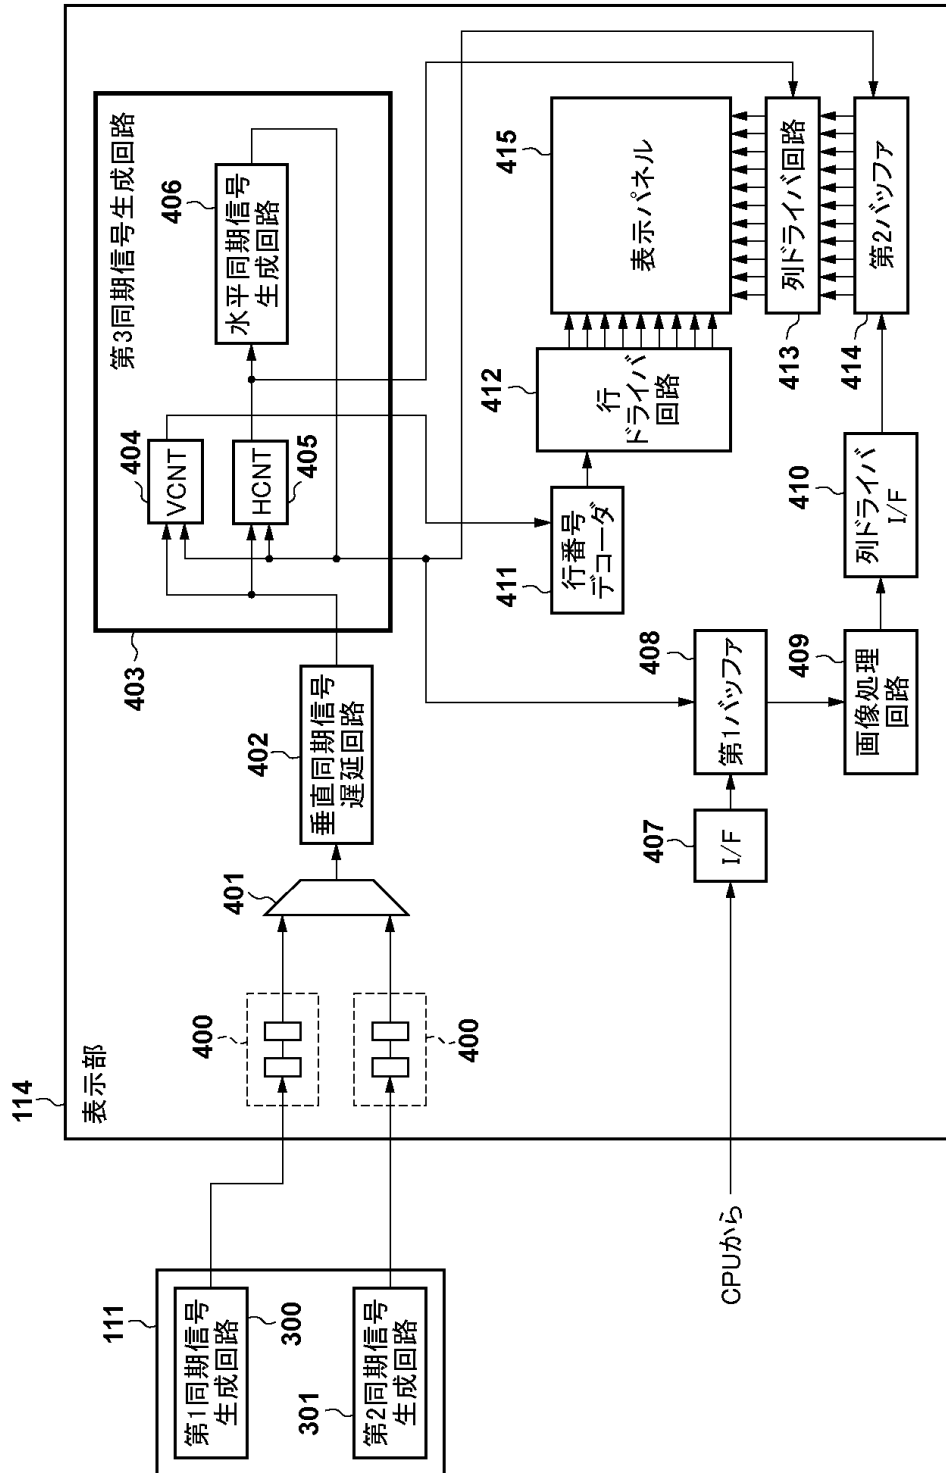 114
表示部
111
第1同期信号
生成回路
300
第2同期信号
生成回路
301
400
400
401
垂直同期信号
遅延回路
402
403
第3同期信号生成回路
404
VCNT
HCNT
405
水平同期信号
生成回路
406
CPUから
I/F
407
第1バッファ
408
画像処理
回路
409
列ドライバ
I/F
410
行番号
デコーダ
411
行
ドライバ
回路
412
表示パネル
415
列ドライバ回路
413
第2バッファ
414